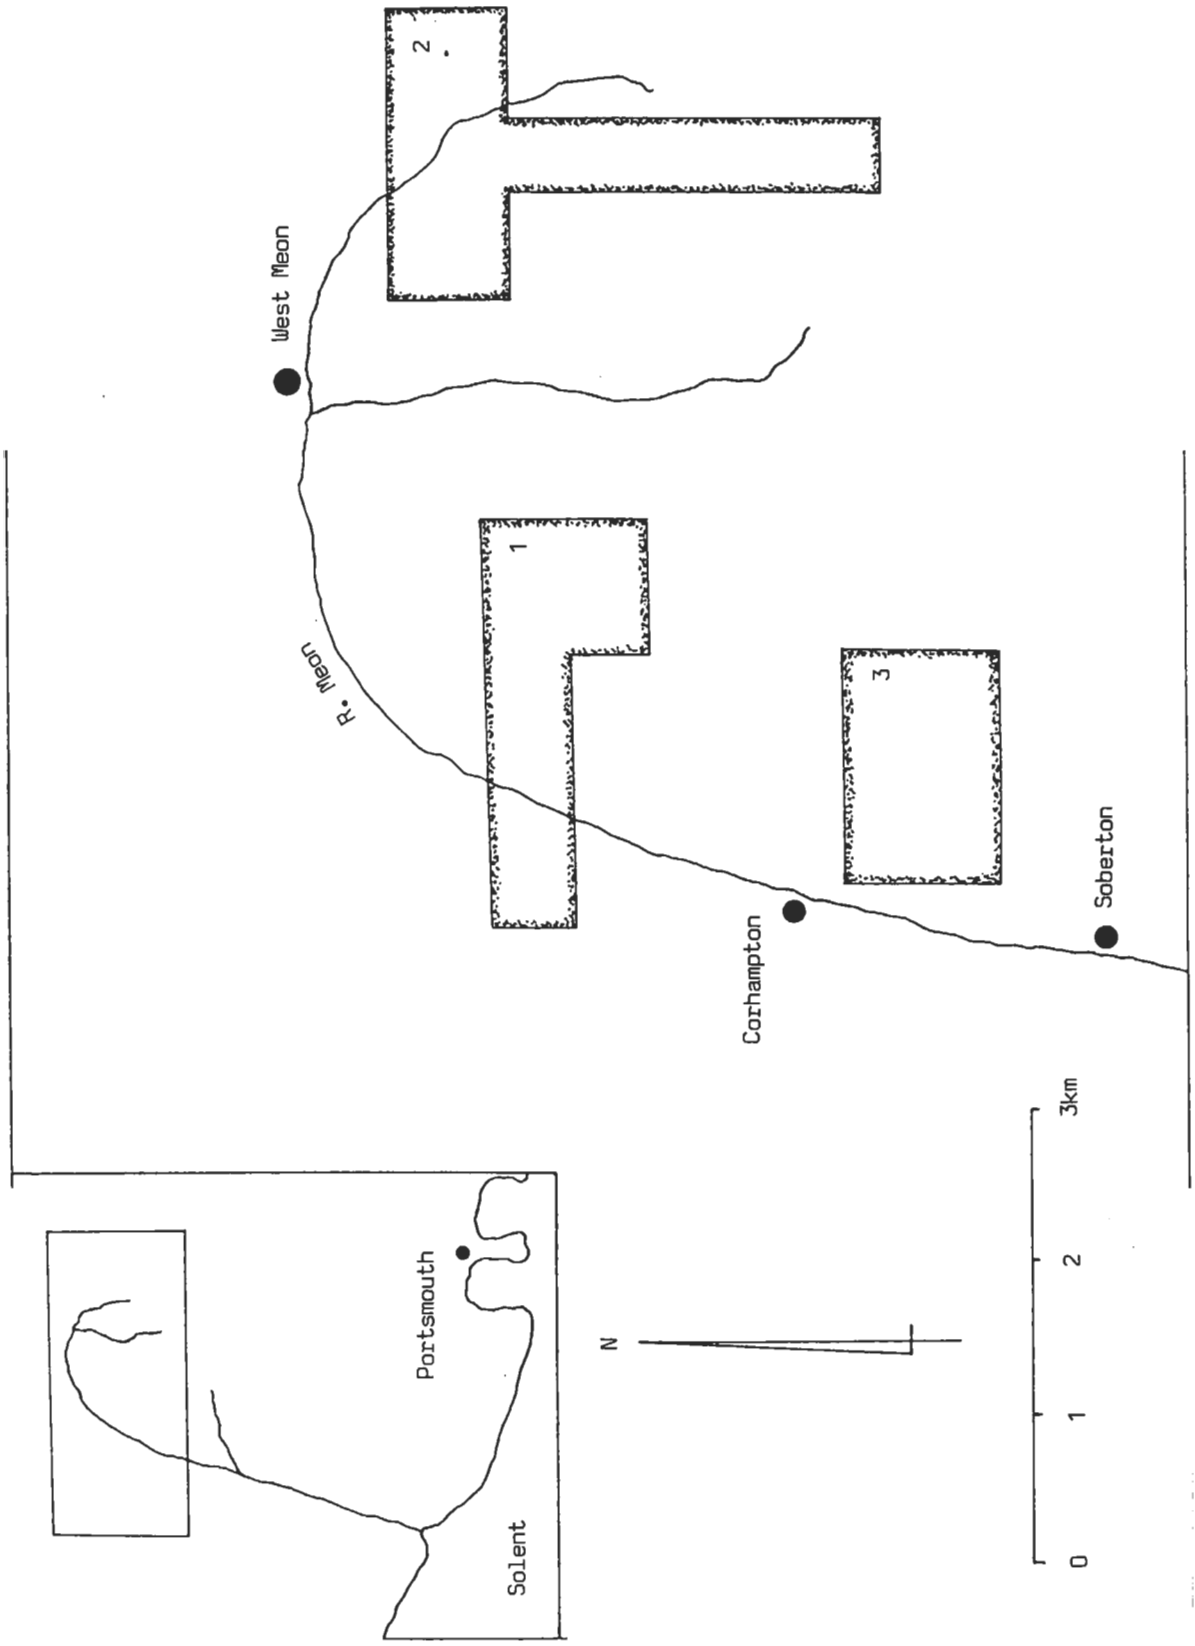 2
West Meon
R. Meon
1
3
Soberton
Corhampton
Portsmouth
Solent
N
0
1
2
3km